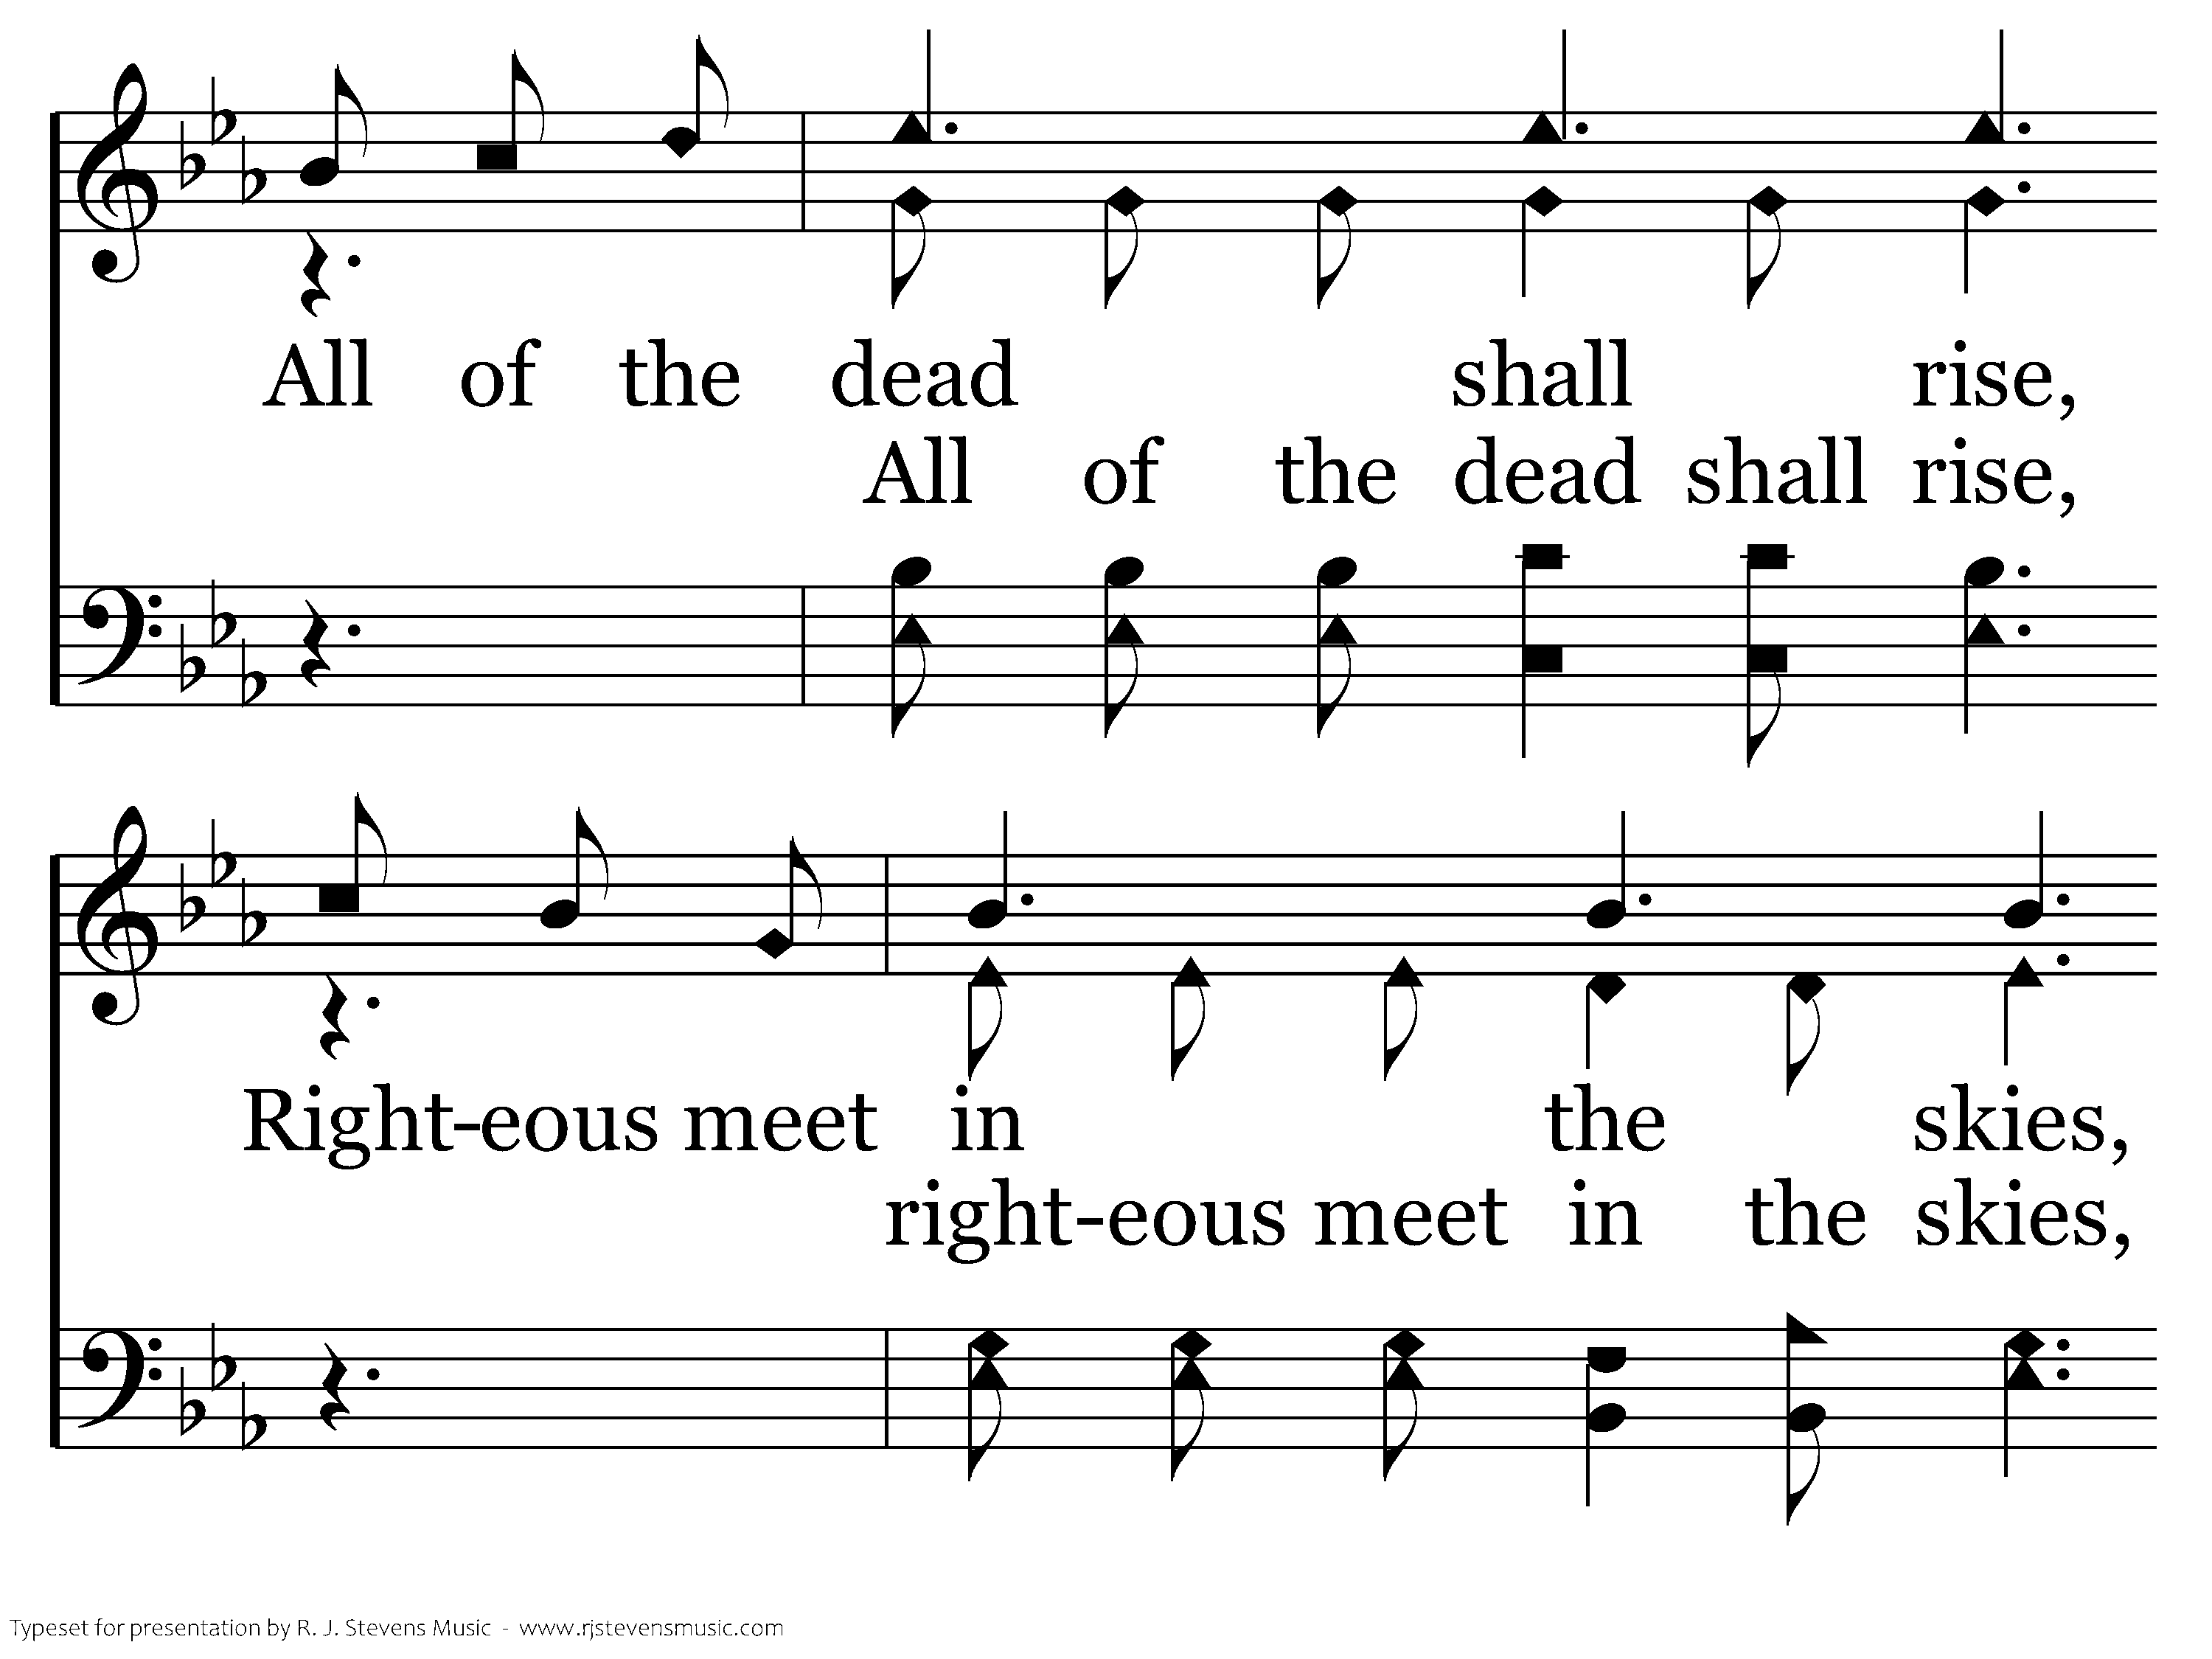 All of the dead shall rise,
All of the dead shall rise,
Right-eous meet in the skies,
right-eous meet in the skies,
Typeset for presentation by R. J. Stevens Music - www.rjstevensmusic.com